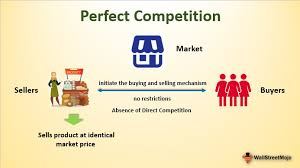 Perfect Competition
Market
initiate the buying and selling mechanism
Sellers
no restrictions
Buyers
Absence of Direct Competition
Sells product at identical
market price
WallStreetMojo